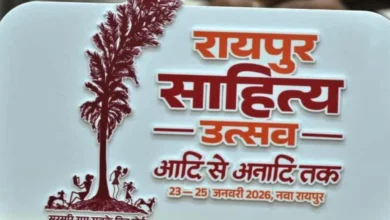 रायपुर
साहित्य
उत्सव
आदि से अनादि तक
23 — 25 जनवरी 2026, नवा रायपुर